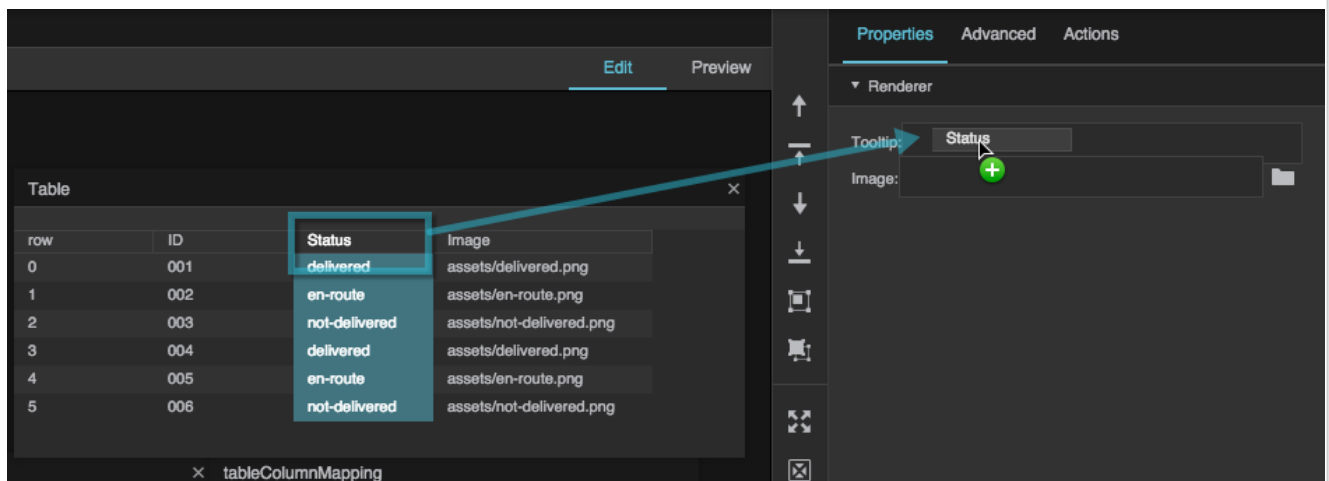 Properties Advanced Actions
Edit Preview
Renderer
Tooltip: Status
Image:
Table
row ID Status Image
0 001 delivered assets/delivered.png
1 002 en-route assets/en-route.png
2 003 not-delivered assets/not-delivered.png
3 004 delivered assets/delivered.png
4 005 en-route assets/en-route.png
5 006 not-delivered assets/not-delivered.png
tableColumnMapping